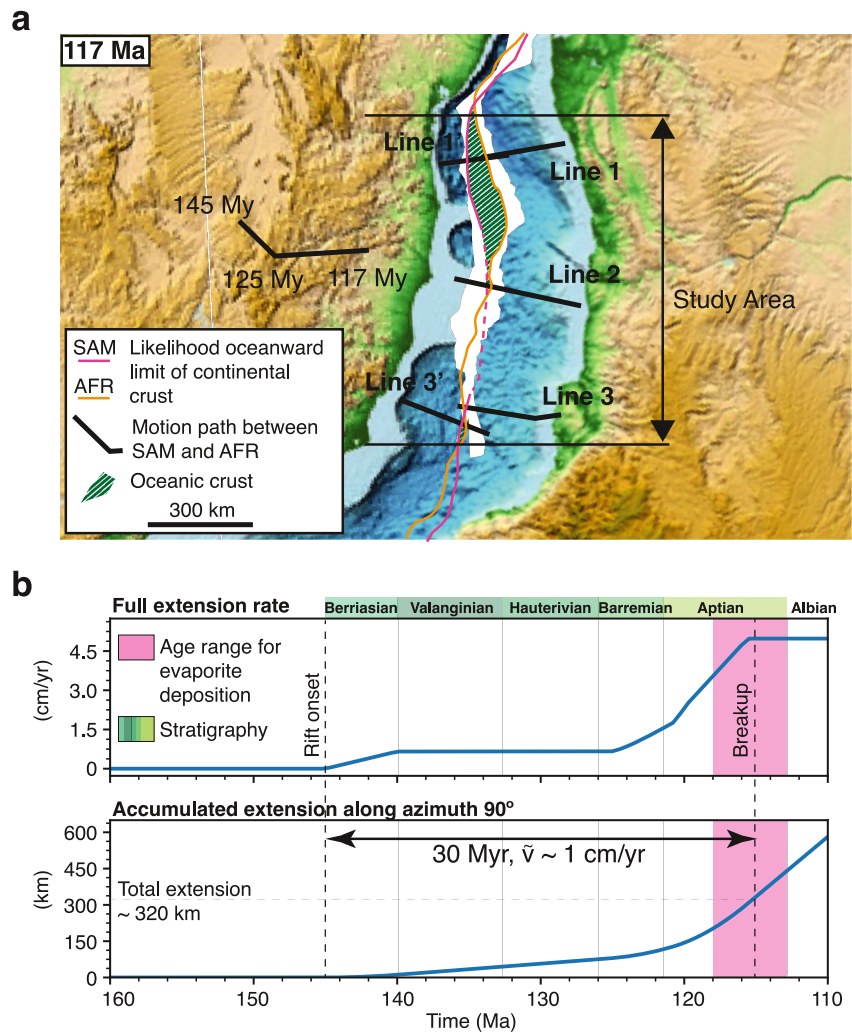 a
117 Ma
Line 1'
Line 1
145 My
125 My
117 My
Line 2
Study Area
Line 3'
Line 3
SAM
Likelihood oceanward
limit of continental
crust
AFR
Motion path between
SAM and AFR
Oceanic crust
300 km
b
Full extension rate
Berriasian
Valanginian
Hauterivian
Barremian
Aptian
Albian
Age range for
evaporite
deposition
Stratigraphy
Rift onset
Breakup
(cm/yr)
4.5
3.0
1.5
0
Accumulated extension along azimuth 90º
30 Myr, ṽ ~ 1 cm/yr
Total extension
~ 320 km
(km)
600
450
300
150
0
160
150
140
130
120
110
Time (Ma)